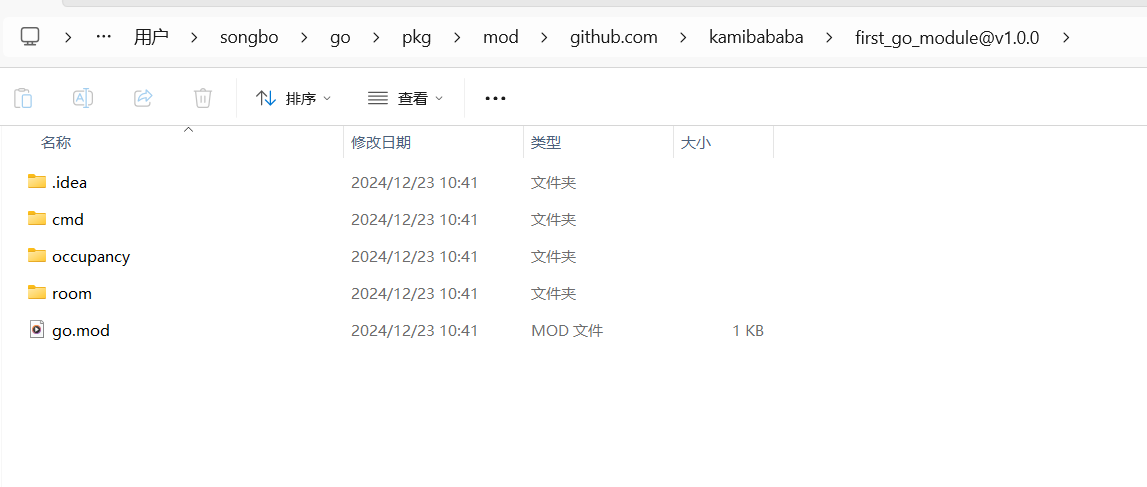 用户 songbo go pkg mod github.com kamibababa first_go_module@v1.0.0
排序 查看
名称 修改日期 类型 大小
.idea 2024/12/23 10:41 文件夹
cmd 2024/12/23 10:41 文件夹
occupancy 2024/12/23 10:41 文件夹
room 2024/12/23 10:41 文件夹
go.mod 2024/12/23 10:41 MOD 文件 1 KB